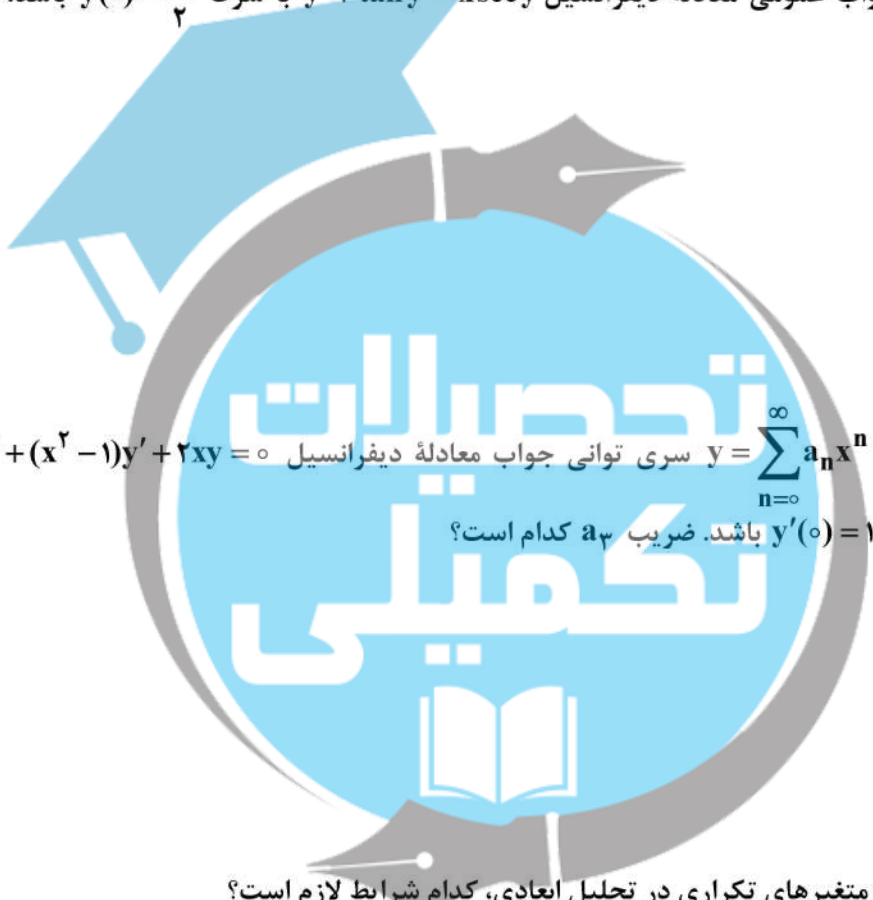 y = ∑_{n=۰}^{∞} a_n x^n سری توانی جواب معادلهٔ دیفرانسیل +(x^۲ −۱)y′ +۲xy = ۰
y′(۰) = ۱ باشد. ضریب a_۳ کدام است؟
تحصیلات
تکمیلی
متغیرهای تکراری در تحلیل ابعادی، کدام شرایط لازم است؟